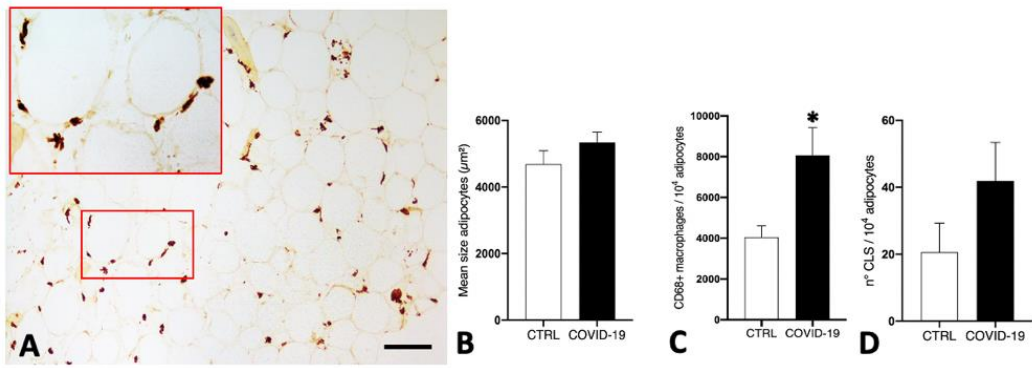 A
B
Mean size adipocytes (µm²)
6000
4000
2000
0
CTRL COVID-19
C
CD68+ macrophages / 10⁴ adipocytes
10000
8000
6000
4000
2000
0
*
CTRL COVID-19
D
n° CLS / 10⁴ adipocytes
60
40
20
0
CTRL COVID-19